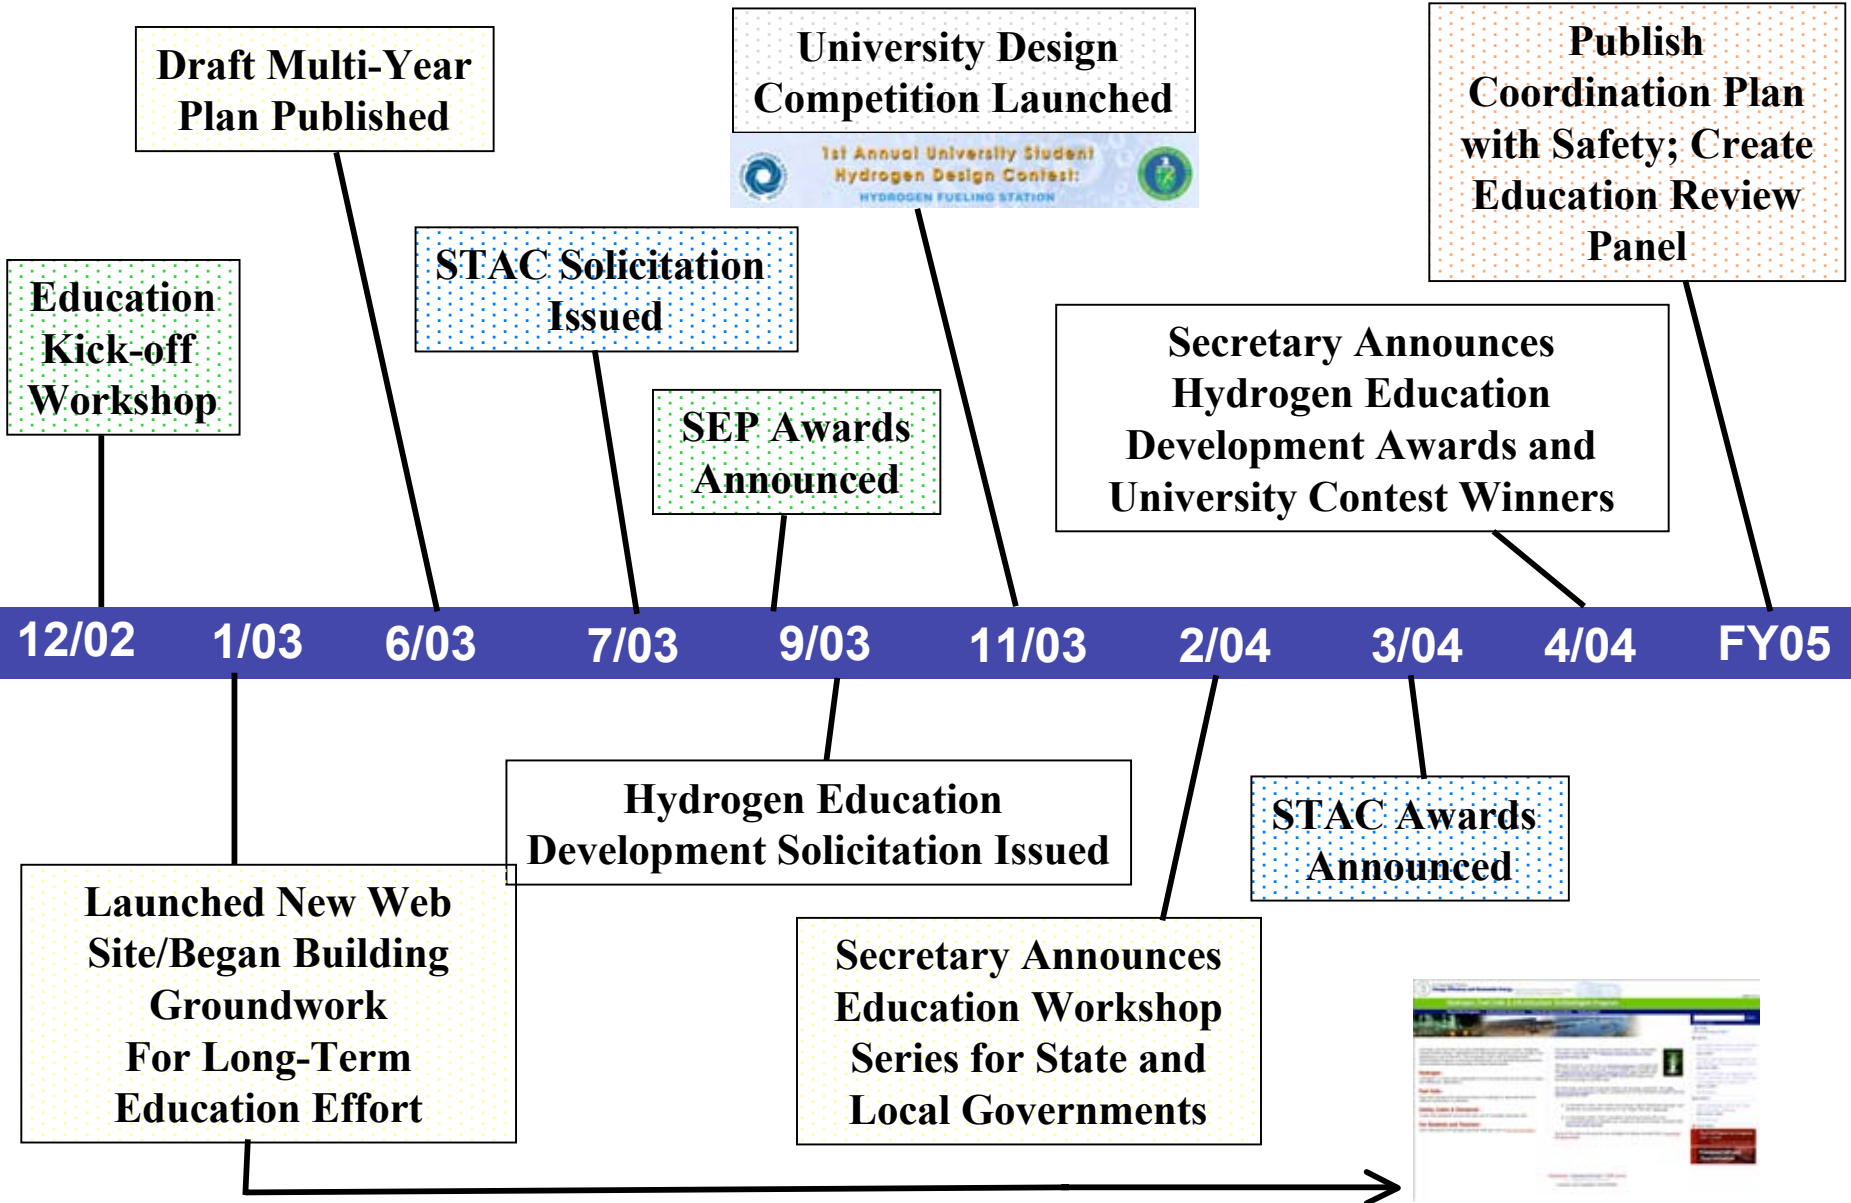 Draft Multi-Year
Plan Published
University Design
Competition Launched
1st Annual University Student
Hydrogen Design Contest:
HYDROGEN FUELING STATION
Publish
Coordination Plan
with Safety; Create
Education Review
Panel
STAC Solicitation
Issued
Education
Kick-off
Workshop
Secretary Announces
Hydrogen Education
Development Awards and
University Contest Winners
SEP Awards
Announced
12/02 1/03 6/03 7/03 9/03 11/03 2/04 3/04 4/04 FY05
Hydrogen Education
Development Solicitation Issued
STAC Awards
Announced
Launched New Web
Site/Began Building
Groundwork
For Long-Term
Education Effort
Secretary Announces
Education Workshop
Series for State and
Local Governments